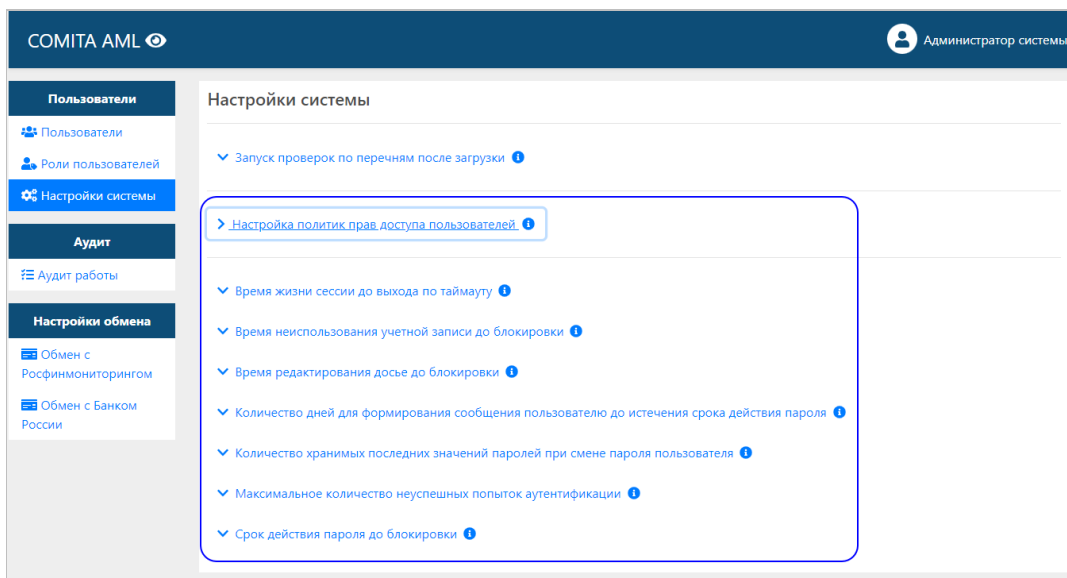 COMITA AML
Администратор системы
Пользователи
Пользователи
Роли пользователей
Настройки системы
Аудит
Аудит работы
Настройки обмена
Обмен с
Росфинмониторингом
Обмен с Банком
России
Настройки системы
Запуск проверок по перечням после загрузки
Настройка политик прав доступа пользователей
Время жизни сессии до выхода по таймауту
Время неиспользования учетной записи до блокировки
Время редактирования досье до блокировки
Количество дней для формирования сообщения пользователю до истечения срока действия пароля
Количество хранимых последних значений паролей при смене пароля пользователя
Максимальное количество неуспешных попыток аутентификации
Срок действия пароля до блокировки